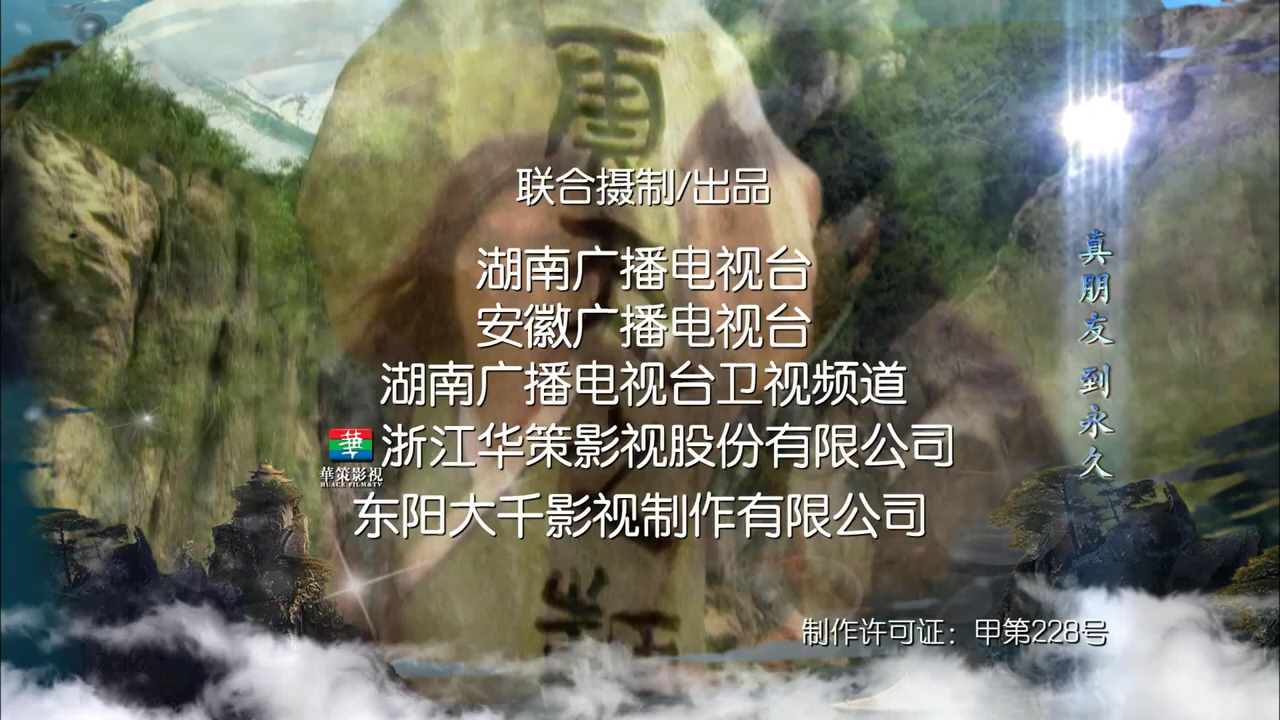 联合摄制/出品
湖南广播电视台
安徽广播电视台
湖南广播电视台卫视频道
華 浙江华策影视股份有限公司
華策影視
HUACE FILM&TV
东阳大千影视制作有限公司
制作许可证：甲第228号
真朋友 到永久